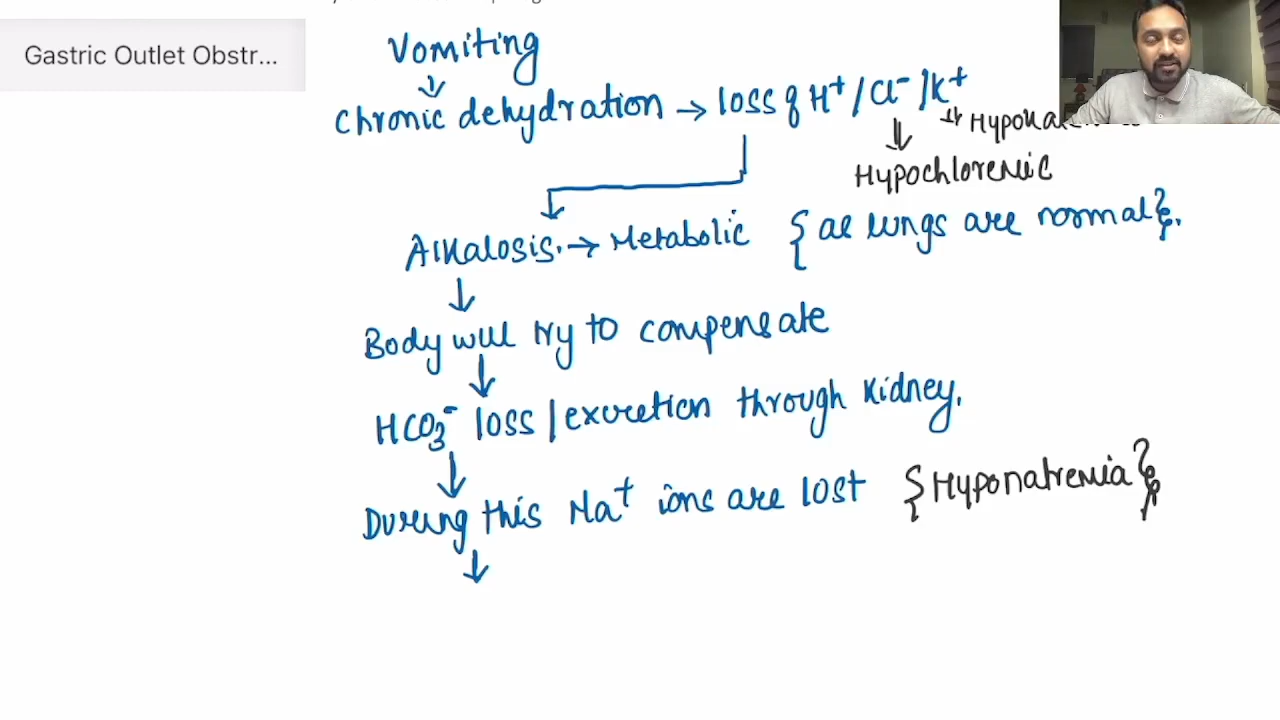 Gastric Outlet Obstr...
Vomiting
↓
Chronic dehydration → loss of H+ / Cl- / K+
Hypochloremic
Alkalosis. → Metabolic { as lungs are normal }.
↓
Body will try to compensate
↓
HCO3- loss / excretion through kidney.
↓
During this Na+ ions are lost { Hyponatremia }
↓